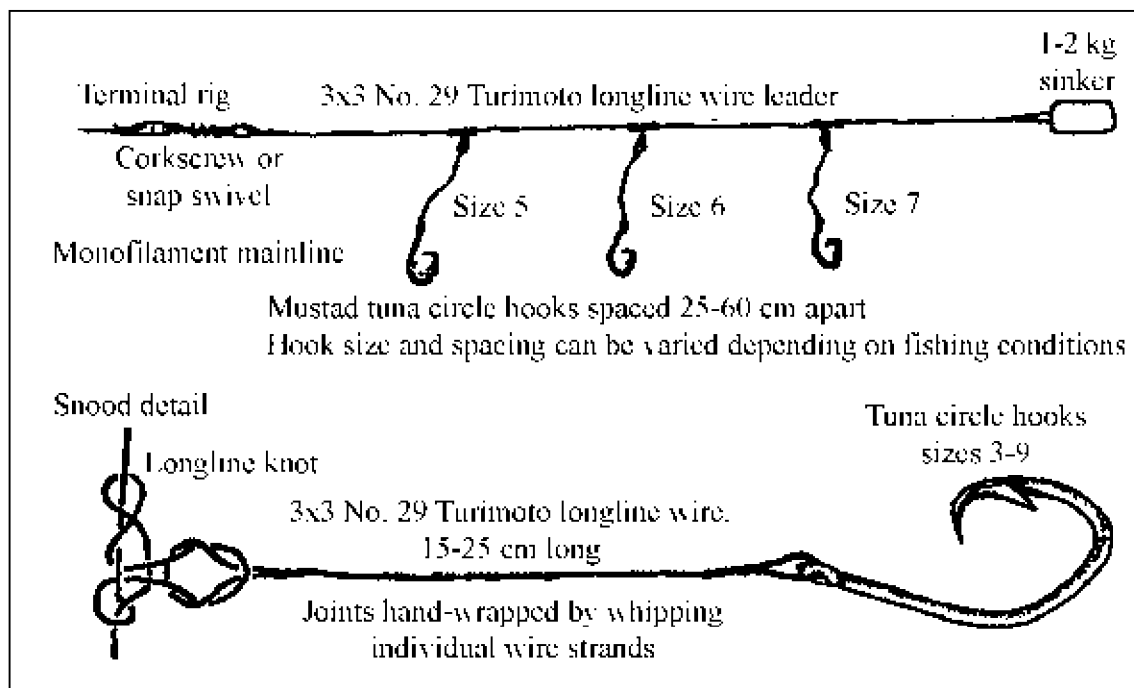 1-2 kg
sinker
Terminal rig
3x3 No. 29 Turimoto longline wire leader
Corkscrew or
snap swivel
Size 5
Size 6
Size 7
Monofilament mainline
Mustad tuna circle hooks spaced 25-60 cm apart
Hook size and spacing can be varied depending on fishing conditions
Snood detail
Longline knot
Tuna circle hooks
sizes 3-9
3x3 No. 29 Turimoto longline wire.
15-25 cm long
Joints hand-wrapped by whipping
individual wire strands